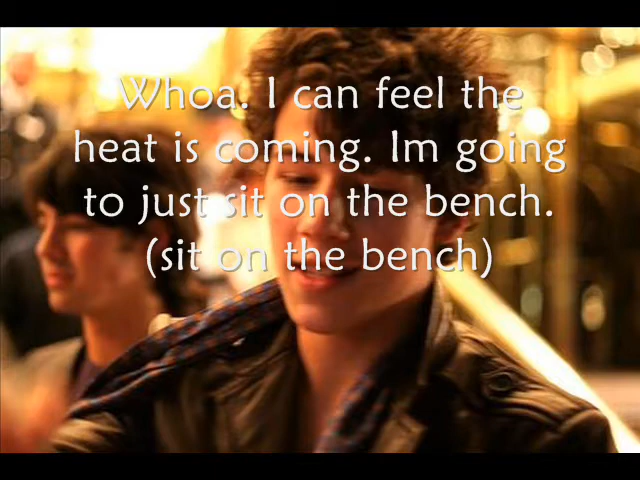 Whoa. I can feel the
heat is coming. Im going
to just sit on the bench.
(sit on the bench)